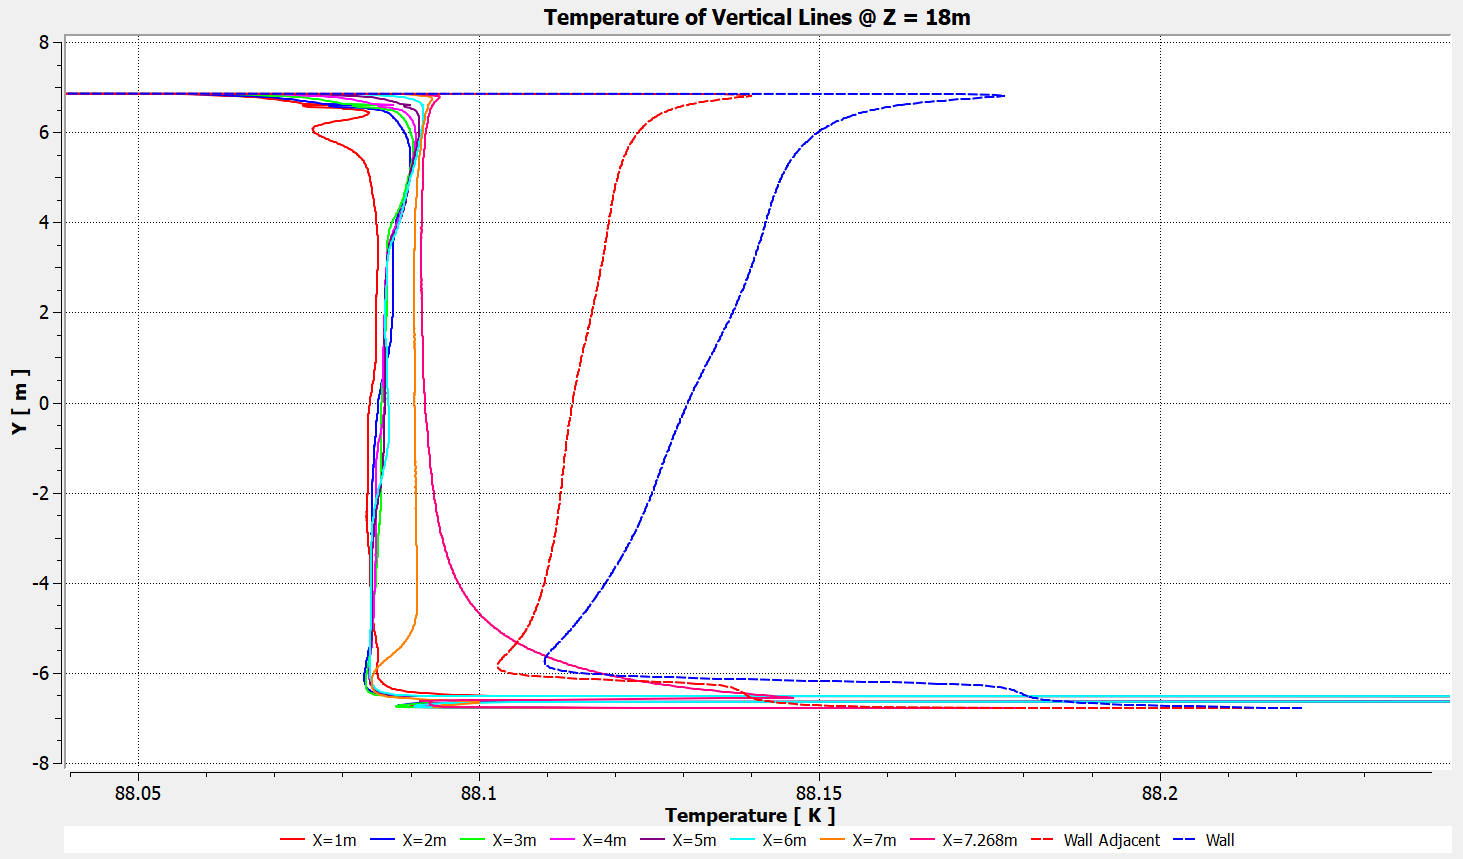 Temperature of Vertical Lines @ Z = 18m
8
6
4
2
0
-2
-4
-6
-8
Y [ m ]
88.05 88.1 88.15 88.2
Temperature [ K ]
X=1m X=2m X=3m X=4m X=5m X=6m X=7m X=7.268m Wall Adjacent Wall